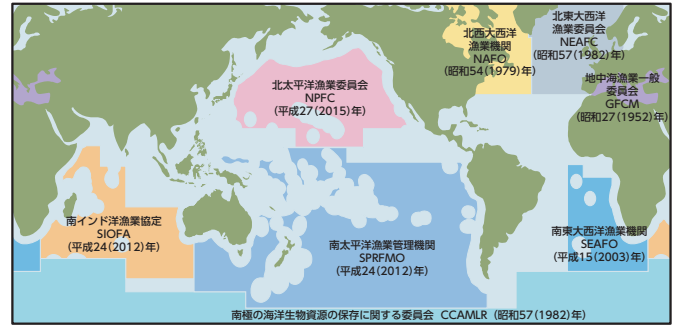 北西大西洋
漁業機関
NAFO
(昭和54(1979)年)
北東大西洋
漁業委員会
NEAFC
(昭和57(1982)年)
地中海漁業一般
委員会
GFCM
(昭和27(1952)年)
北太平洋漁業委員会
NPFC
(平成27(2015)年)
南インド洋漁業協定
SIOFA
(平成24(2012)年)
南太平洋漁業管理機関
SPRFMO
(平成24(2012)年)
南東大西洋漁業機関
SEAFO
(平成15(2003)年)
南極の海洋生物資源の保存に関する委員会 CCAMLR(昭和57(1982)年)